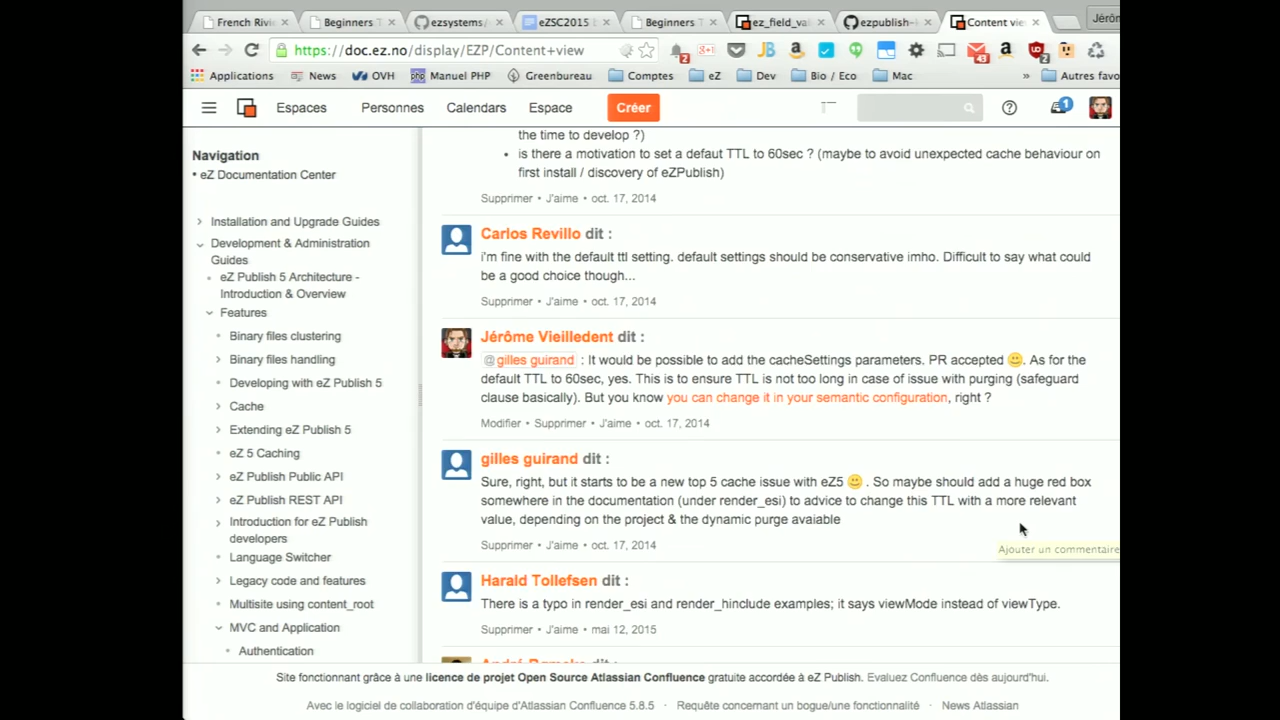 French Rivi
Beginners T
ezsystems/
eZSC2015 b
Beginners T
ez_field_val
ezpublish-
Content vie
https://doc.ez.no/display/EZP/Content+view
2
g+1
JB
43
2
Applications
News
OVH
Manuel PHP
Greenbureau
Comptes
eZ
Dev
Bio / Eco
Mac
»
Autres favo
Espaces
Personnes
Calendars
Espace
Créer
1
Navigation
• eZ Documentation Center
Installation and Upgrade Guides
Development & Administration
Guides
eZ Publish 5 Architecture -
Introduction & Overview
Features
Binary files clustering
Binary files handling
Developing with eZ Publish 5
Cache
Extending eZ Publish 5
eZ 5 Caching
eZ Publish Public API
eZ Publish REST API
Introduction for eZ Publish
developers
Language Switcher
Legacy code and features
Multisite using content_root
MVC and Application
Authentication
the time to develop ?)
• is there a motivation to set a defaut TTL to 60sec ? (maybe to avoid unexpected cache behaviour on
first install / discovery of eZPublish)
Supprimer • J'aime • oct. 17, 2014
Carlos Revillo dit :
i'm fine with the default ttl setting. default settings should be conservative imho. Difficult to say what could
be a good choice though...
Supprimer • J'aime • oct. 17, 2014
Jérôme Vieilledent dit :
@gilles guirand : It would be possible to add the cacheSettings parameters. PR accepted 🙂. As for the
default TTL to 60sec, yes. This is to ensure TTL is not too long in case of issue with purging (safeguard
clause basically). But you know you can change it in your semantic configuration, right ?
Modifier • Supprimer • J'aime • oct. 17, 2014
gilles guirand dit :
Sure, right, but it starts to be a new top 5 cache issue with eZ5 🙂 . So maybe should add a huge red box
somewhere in the documentation (under render_esi) to advice to change this TTL with a more relevant
value, depending on the project & the dynamic purge avaiable
Ajouter un commentaire
Supprimer • J'aime • oct. 17, 2014
Harald Tollefsen dit :
There is a typo in render_esi and render_hinclude examples; it says viewMode instead of viewType.
Supprimer • J'aime • mai 12, 2015
Site fonctionnant grâce à une licence de projet Open Source Atlassian Confluence gratuite accordée à eZ Publish. Evaluez Confluence dès aujourd'hui.
Avec le logiciel de collaboration d'équipe d'Atlassian Confluence 5.8.5 · Requête concernant un bogue/une fonctionnalité · News Atlassian